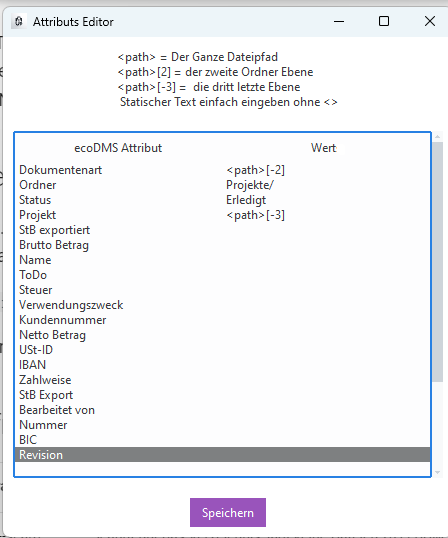 Attributs Editor
<path> = Der Ganze Dateipfad
<path>[2] = der zweite Ordner Ebene
<path>[-3] = die dritt letzte Ebene
Statischer Text einfach eingeben ohne <>
ecoDMS Attribut Wert
Dokumentenart <path>[-2]
Ordner Projekte/
Status Erledigt
Projekt <path>[-3]
StB exportiert
Brutto Betrag
Name
ToDo
Steuer
Verwendungszweck
Kundennummer
Netto Betrag
USt-ID
IBAN
Zahlweise
StB Export
Bearbeitet von
Nummer
BIC
Revision
Speichern